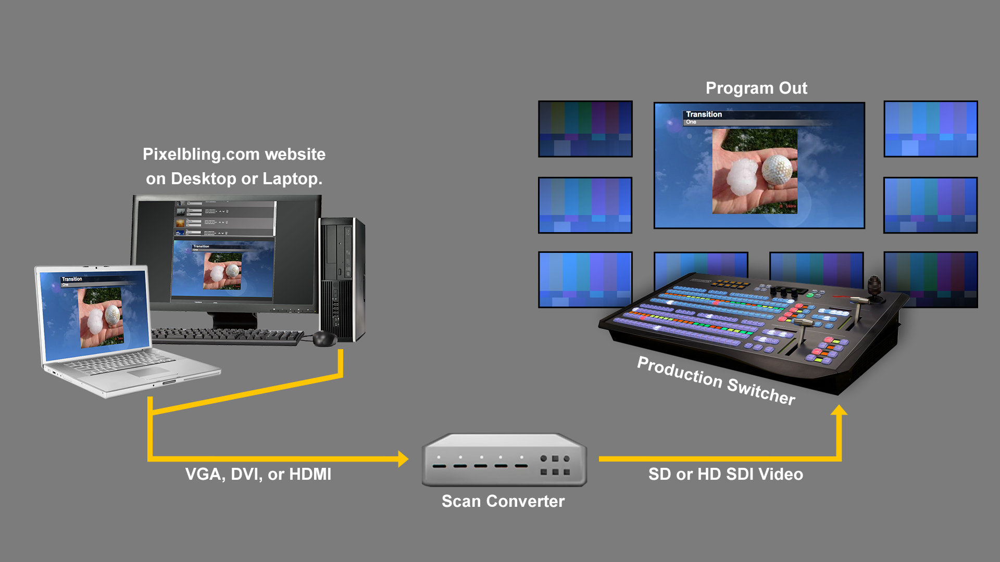 Program Out
Transition
One
Pixelbling.com website
on Desktop or Laptop.
Transition
One
Transition
One
Production Switcher
VGA, DVI, or HDMI
SD or HD SDI Video
Scan Converter